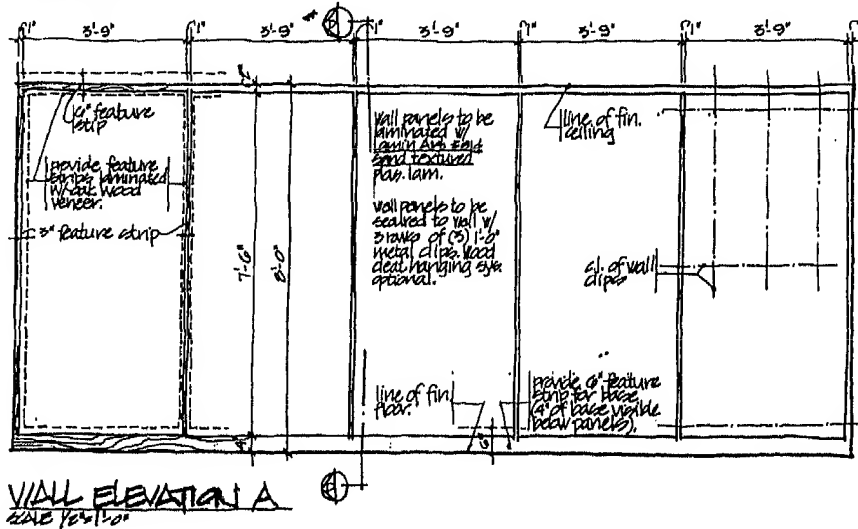 1" 3'-9" 1" 3'-9" 1" 3'-9" 1" 3'-9" 1" 3'-9" 1"
6" feature
strip
provide feature
strips laminated
w/oak wood
veneer.
3" feature strip
7'-6"
8'-0"
wall panels to be
laminated w/
sand textured
plas. lam.
wall panels to be
secured to wall w/
3 rows of (3) 1'-6"
metal clips. Wood
cleat hanging sys.
optional.
line of fin.
ceiling
c.l. of wall
clips
line of fin.
floor.
provide 6" feature
strip for base
(4" of base visible
below panels).
4"
6"
WALL ELEVATION A
SCALE 1/2"=1'-0"